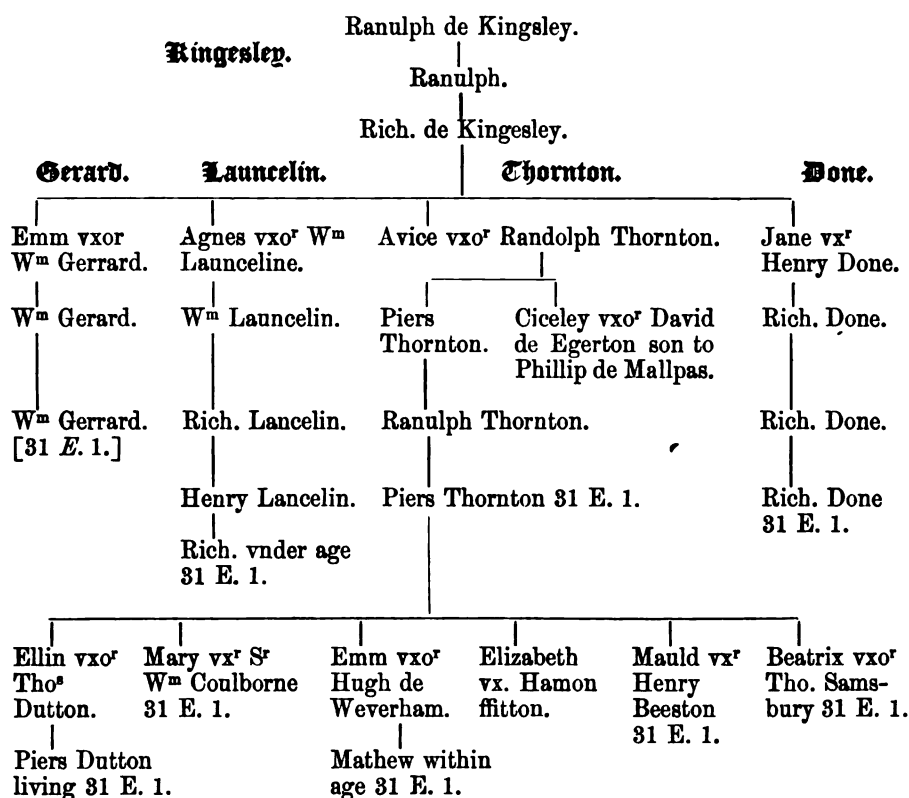 Ranulph de Kingsley.
Kingesley.
Ranulph.
Rich. de Kingesley.
Gerard.
Launcelin.
Thornton.
Done.
Emm vxor
Wᵐ Gerrard.
Agnes vxoʳ Wᵐ
Launceline.
Avice vxoʳ Randolph Thornton.
Jane vxʳ
Henry Done.
Wᵐ Gerard.
Wᵐ Launcelin.
Piers
Thornton.
Ciceley vxoʳ David
de Egerton son to
Phillip de Mallpas.
Rich. Done.
Wᵐ Gerrard.
[31 E. 1.]
Rich. Lancelin.
Ranulph Thornton.
Rich. Done.
Henry Lancelin.
Piers Thornton 31 E. 1.
Rich. Done
31 E. 1.
Rich. vnder age
31 E. 1.
Ellin vxoʳ
Thoˢ
Dutton.
Mary vxʳ Sʳ
Wᵐ Coulborne
31 E. 1.
Emm vxoʳ
Hugh de
Weverham.
Elizabeth
vx. Hamon
ffitton.
Mauld vxʳ
Henry
Beeston
31 E. 1.
Beatrix vxoʳ
Tho. Sams-
bury 31 E. 1.
Piers Dutton
living 31 E. 1.
Mathew within
age 31 E. 1.